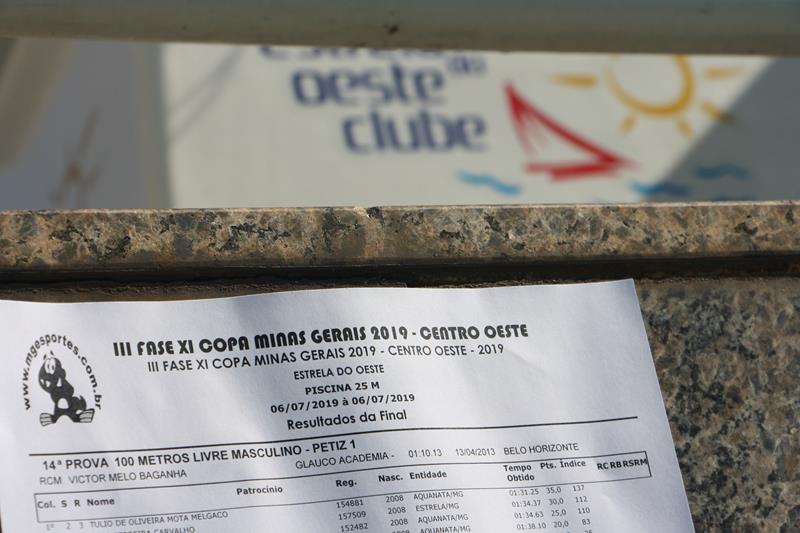 oeste
clube
www.mgesportes.com.br
III FASE XI COPA MINAS GERAIS 2019 - CENTRO OESTE
III FASE XI COPA MINAS GERAIS 2019 - CENTRO OESTE - 2019
ESTRELA DO OESTE
PISCINA 25 M
06/07/2019 à 06/07/2019
Resultados da Final
14ª PROVA 100 METROS LIVRE MASCULINO - PETIZ 1
RCM VICTOR MELO BAGANHA GLAUCO ACADEMIA - 01:10.13 13/04/2013 BELO HORIZONTE
Col. S R Nome Patrocínio Reg. Nasc. Entidade Tempo Obtido Pts. Índice RC RB RS RM
1º 2 3 TULIO DE OLIVEIRA MOTA MELGACO 154881 2008 AQUANATA/MG 01:31.25 35,0 137
157509 2008 ESTRELA/MG 01:34.37 30,0 112
CARVALHO 152482 2008 AQUANATA/MG 01:34.63 25,0 110
2008 AQUANATA/MG 01:38.10 20,0 83